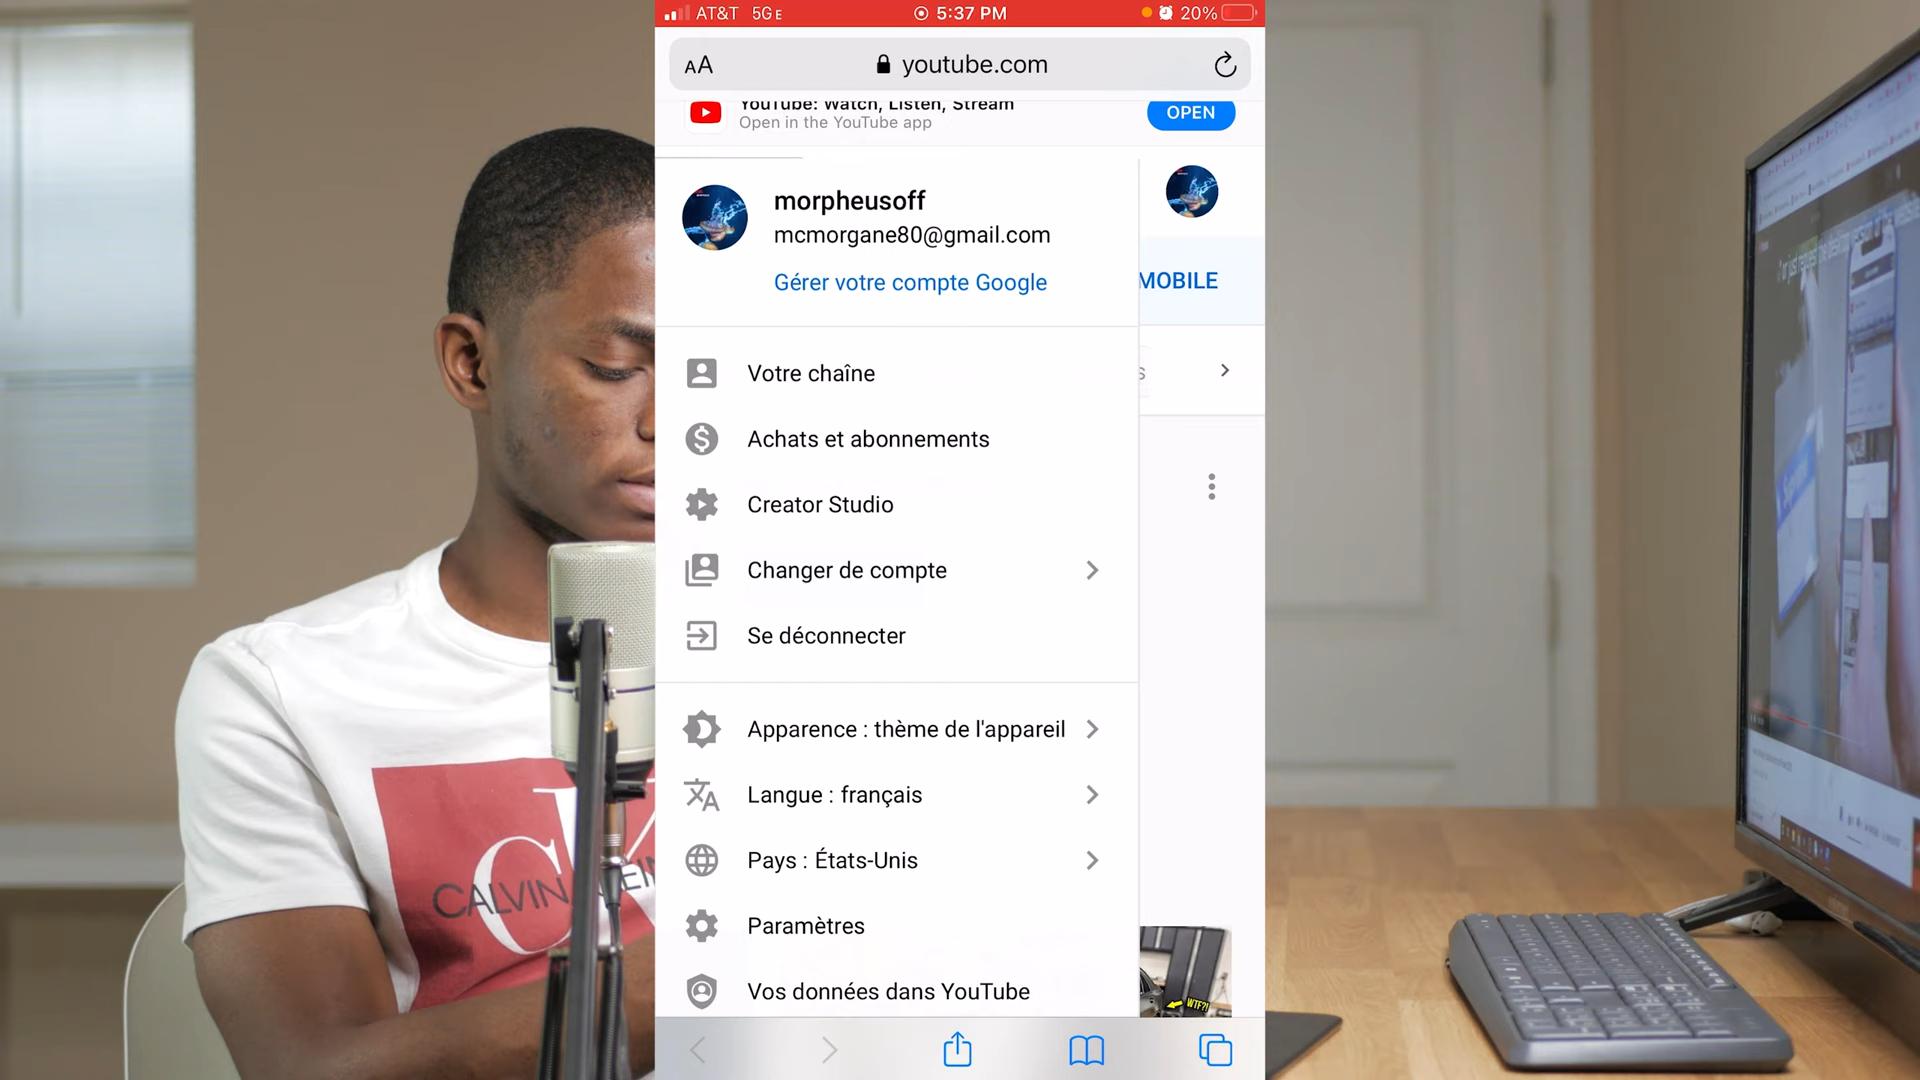 AT&T 5GE 5:37 PM 20%
AA youtube.com
YouTube: Watch, Listen, Stream
Open in the YouTube app
OPEN
morpheusoff
mcmorgane80@gmail.com
Gérer votre compte Google
MOBILE
Votre chaîne
s
Achats et abonnements
Creator Studio
Changer de compte
Se déconnecter
Apparence : thème de l'appareil
Langue : français
Pays : États-Unis
Paramètres
Vos données dans YouTube
WTF?!
CALVIN